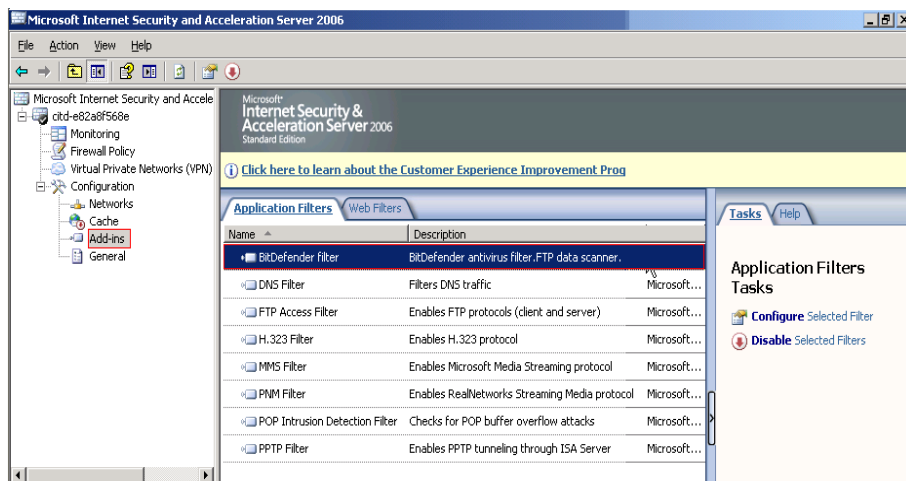 Microsoft Internet Security and Acceleration Server 2006
File Action View Help
Microsoft Internet Security and Accele
citd-e82a8f568e
Monitoring
Firewall Policy
Virtual Private Networks (VPN)
Configuration
Networks
Cache
Add-ins
General
Microsoft
Internet Security &
Acceleration Server 2006
Standard Edition
Click here to learn about the Customer Experience Improvement Prog
Application Filters Web Filters
Name Description
BitDefender filter BitDefender antivirus filter.FTP data scanner.
DNS Filter Filters DNS traffic Microsoft...
FTP Access Filter Enables FTP protocols (client and server) Microsoft...
H.323 Filter Enables H.323 protocol Microsoft...
MMS Filter Enables Microsoft Media Streaming protocol Microsoft...
PNM Filter Enables RealNetworks Streaming Media protocol Microsoft...
POP Intrusion Detection Filter Checks for POP buffer overflow attacks Microsoft...
PPTP Filter Enables PPTP tunneling through ISA Server Microsoft...
Tasks Help
Application Filters
Tasks
Configure Selected Filter
Disable Selected Filters